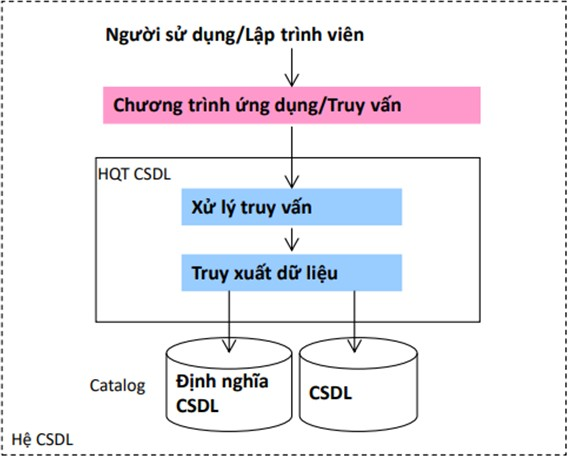 Người sử dụng/Lập trình viên
Chương trình ứng dụng/Truy vấn
HQT CSDL
Xử lý truy vấn
Truy xuất dữ liệu
Catalog
Định nghĩa
CSDL
CSDL
Hệ CSDL